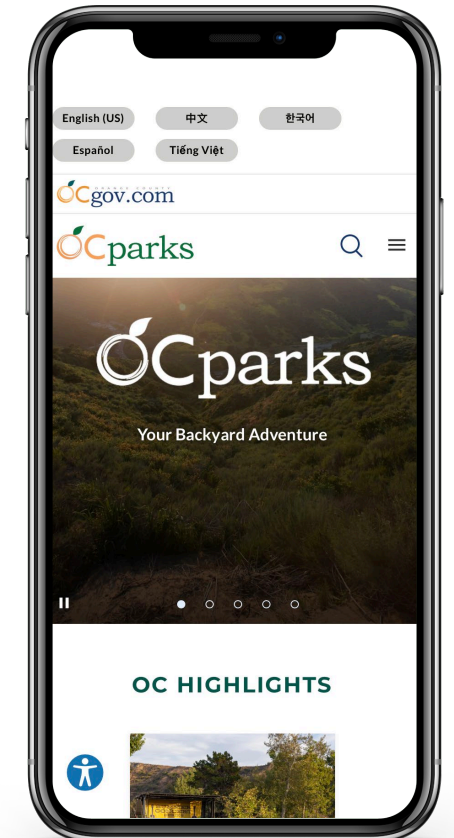 English (US) 中文 한국어
Español Tiếng Việt
OCgov.com
OCparks
OCparks
Your Backyard Adventure
OC HIGHLIGHTS